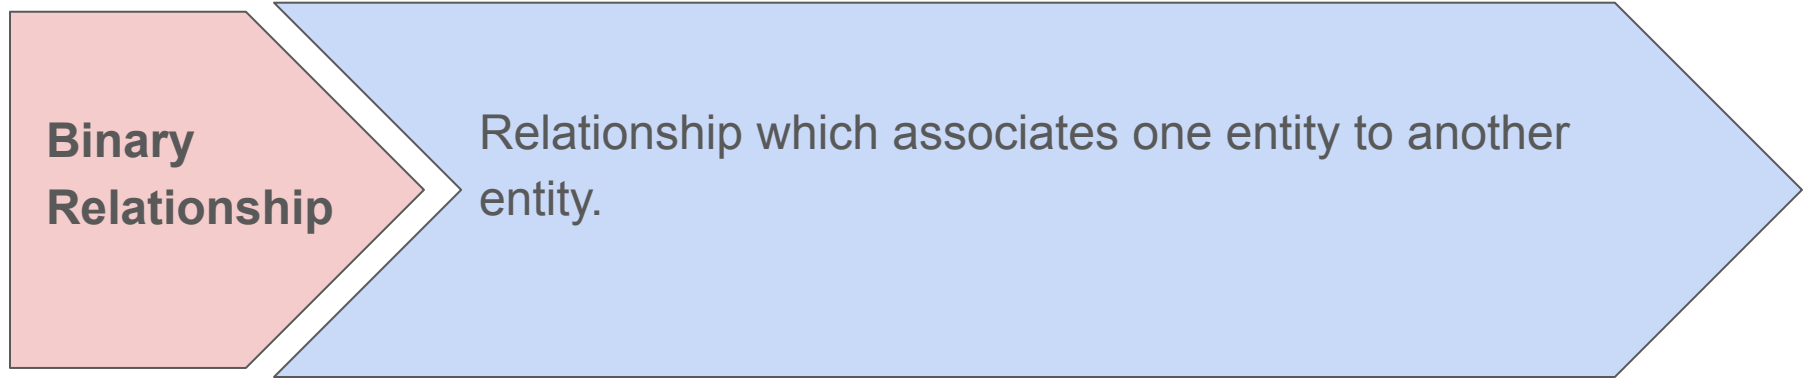 Binary
Relationship
Relationship which associates one entity to another
entity.